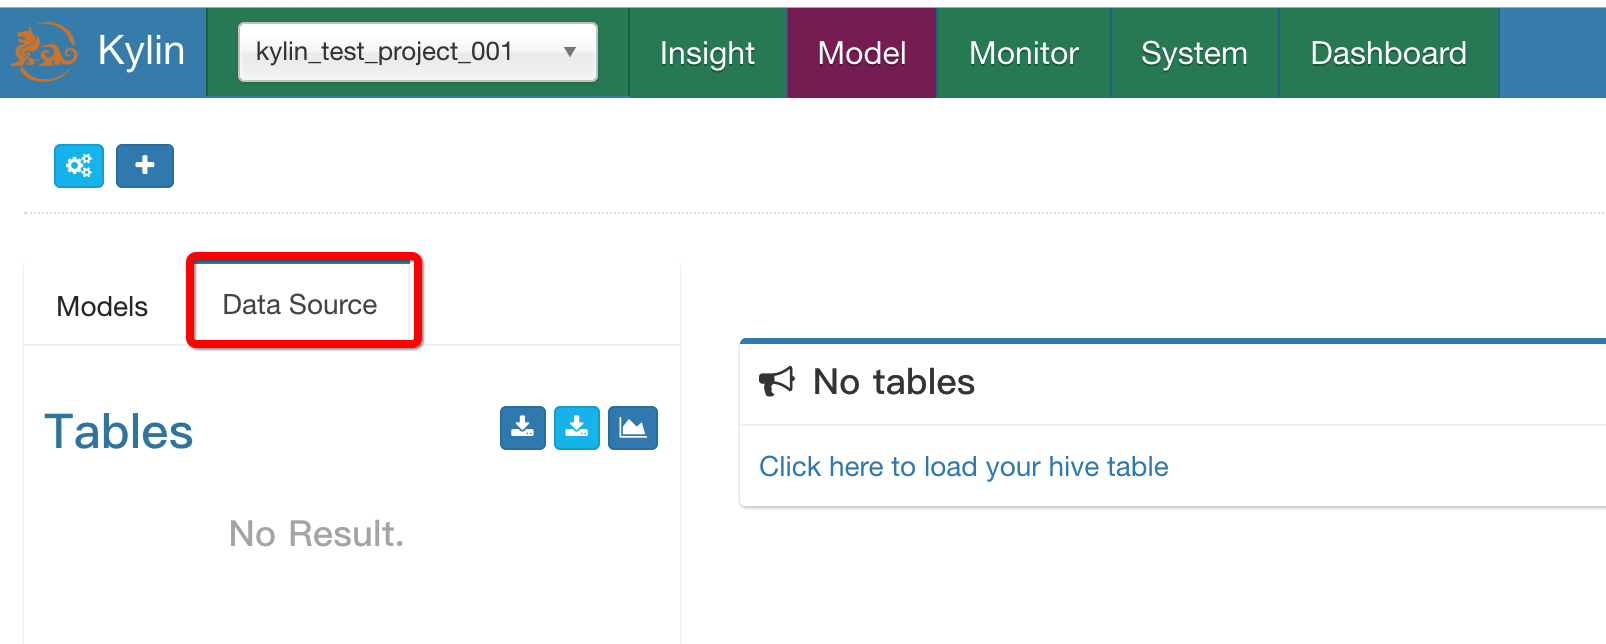 Kylin
kylin_test_project_001
Insight
Model
Monitor
System
Dashboard
Models
Data Source
Tables
No Result.
No tables
Click here to load your hive table